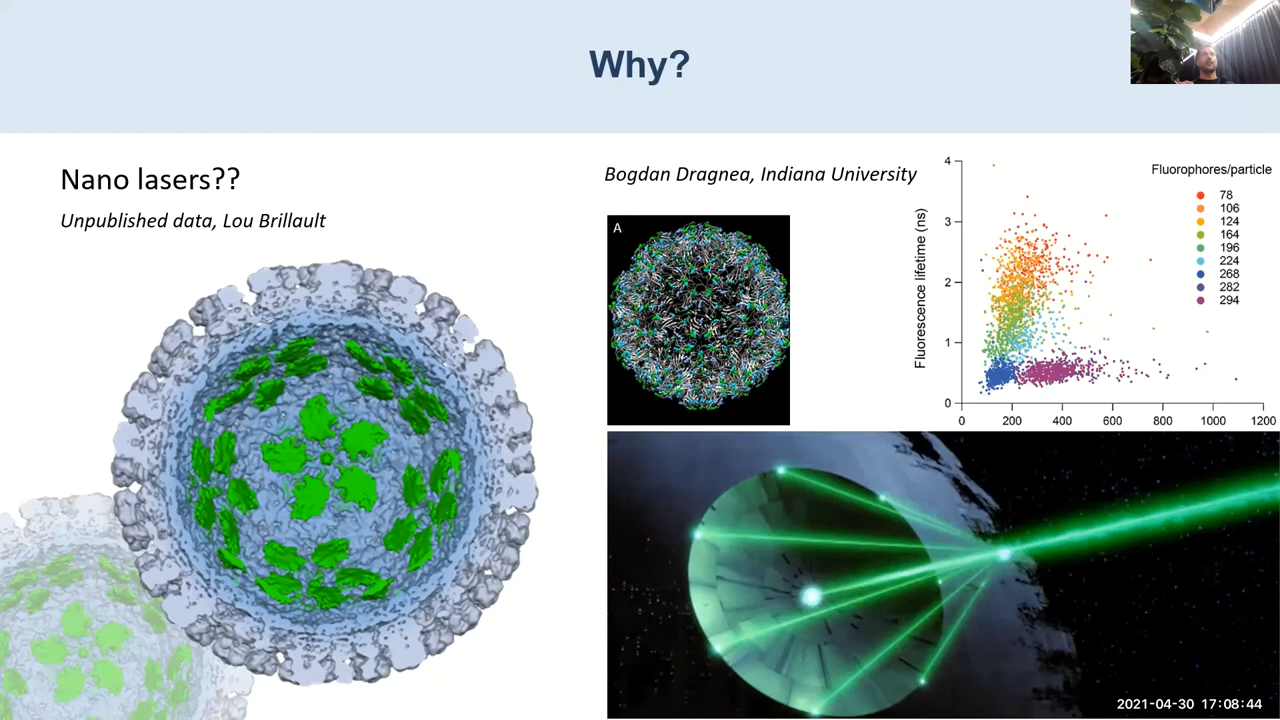 Why?
Nano lasers??
Unpublished data, Lou Brillault
Bogdan Dragnea, Indiana University
A
Fluorescence lifetime (ns)
4
3
2
1
0
0 200 400 600 800 1000 1200
Fluorophores/particle
78
106
124
164
196
224
268
282
294
2021-04-30 17:08:44